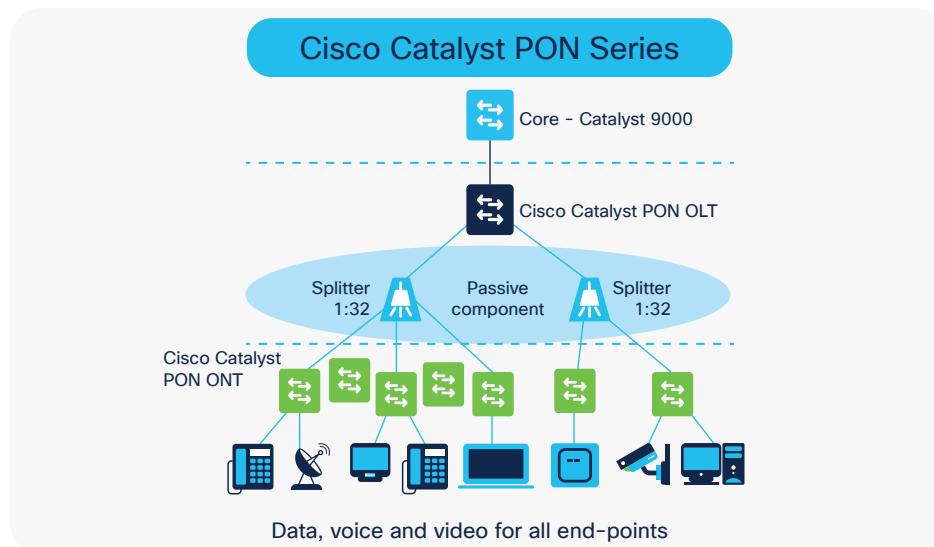 Cisco Catalyst PON Series
Core - Catalyst 9000
Cisco Catalyst PON OLT
Splitter
1:32
Passive
component
Splitter
1:32
Cisco Catalyst
PON ONT
Data, voice and video for all end-points